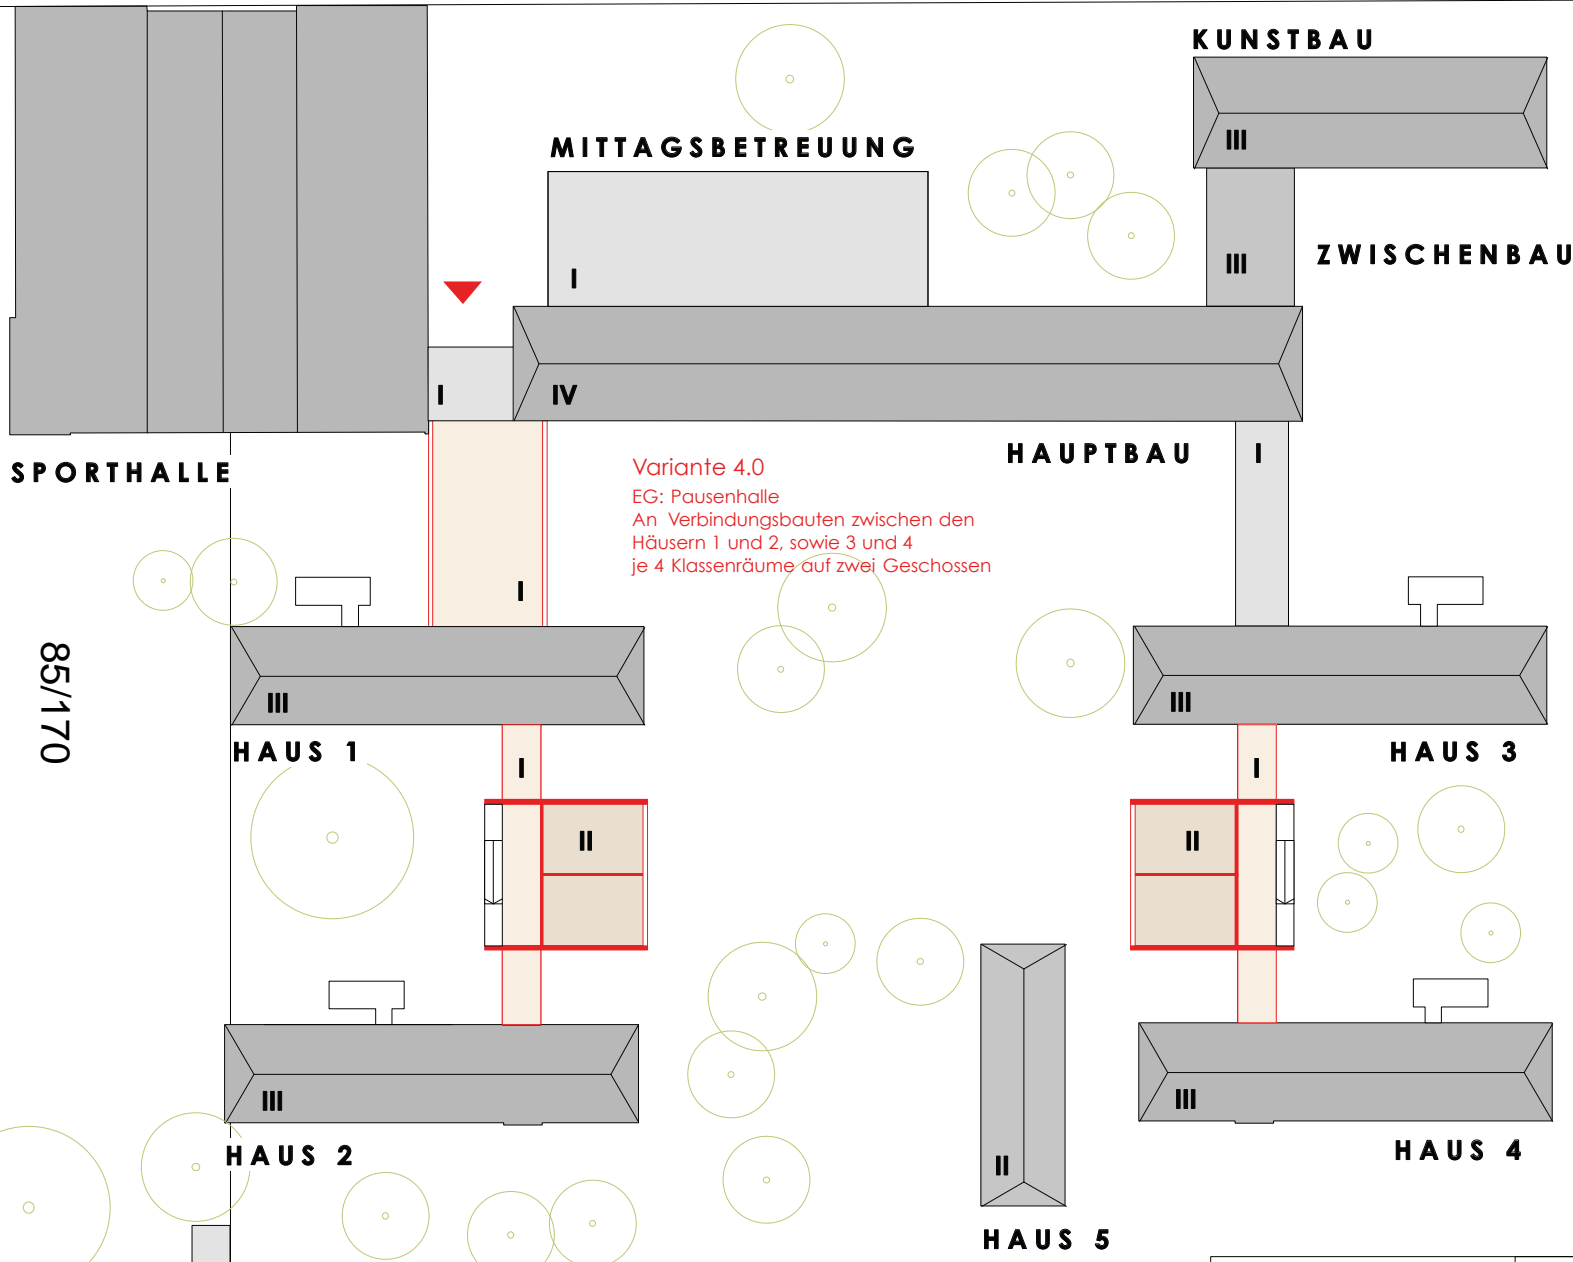 KUNSTBAU
III
MITTAGSBETREUUNG
I
III
ZWISCHENBAU
I
IV
HAUPTBAU
I
SPORTHALLE
Variante 4.0
EG: Pausenhalle
An Verbindungsbauten zwischen den
Häusern 1 und 2, sowie 3 und 4
je 4 Klassenräume auf zwei Geschossen
I
85/170
III
HAUS 1
III
HAUS 3
I
I
II
II
III
HAUS 2
III
HAUS 4
II
HAUS 5